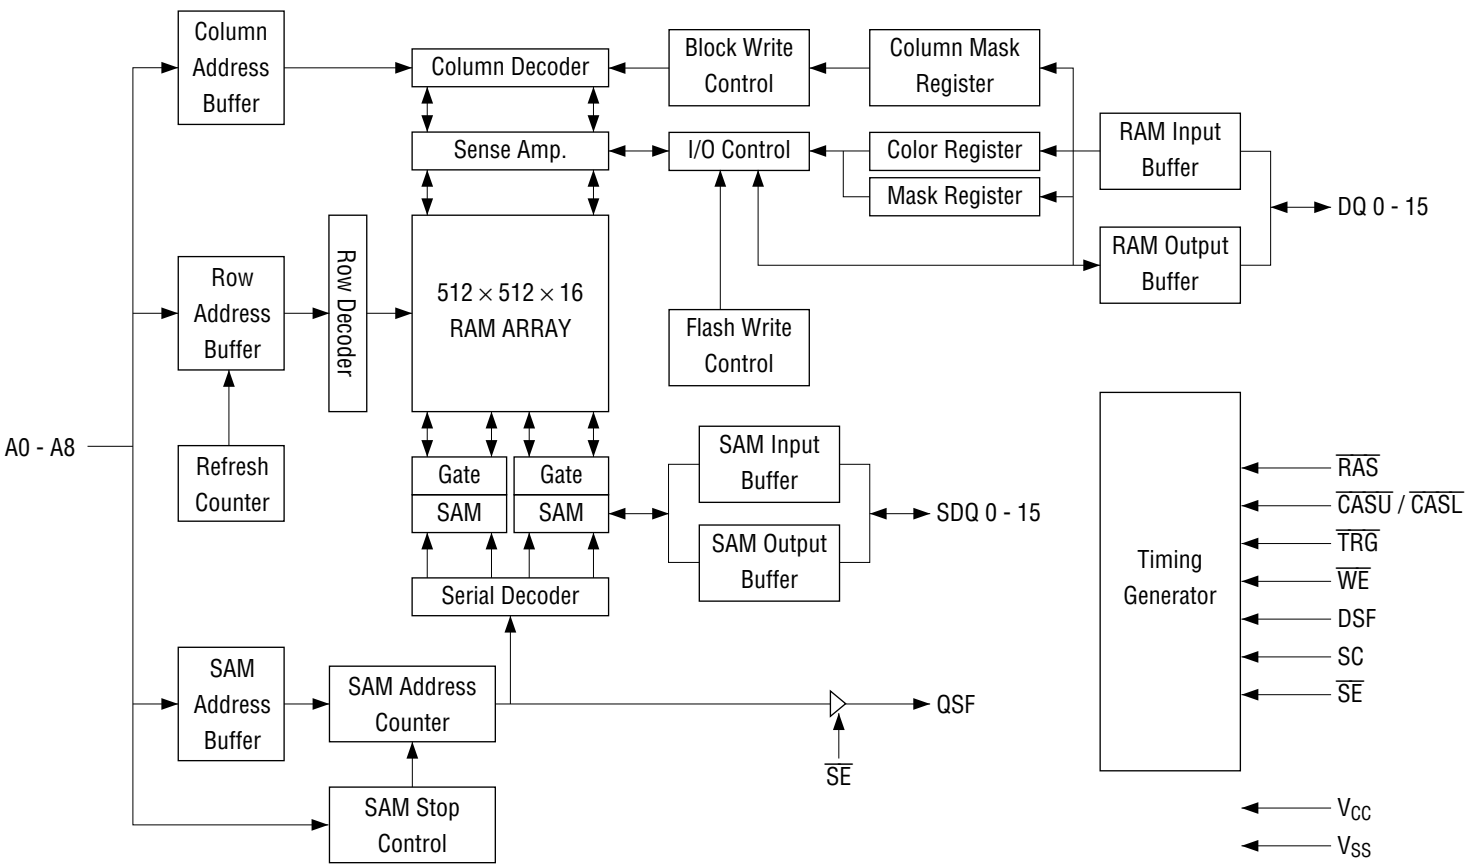 Column
Address
Buffer
Column Decoder
Block Write
Control
Column Mask
Register
Sense Amp.
I/O Control
Color Register
Mask Register
RAM Input
Buffer
RAM Output
Buffer
DQ 0 - 15
Row
Address
Buffer
Row Decoder
512 × 512 × 16
RAM ARRAY
Flash Write
Control
A0 - A8
Refresh
Counter
Gate
Gate
SAM
SAM
SAM Input
Buffer
SAM Output
Buffer
SDQ 0 - 15
Serial Decoder
SAM
Address
Buffer
SAM Address
Counter
QSF
SE
SAM Stop
Control
Timing
Generator
RAS
CASU / CASL
TRG
WE
DSF
SC
SE
VCC
VSS